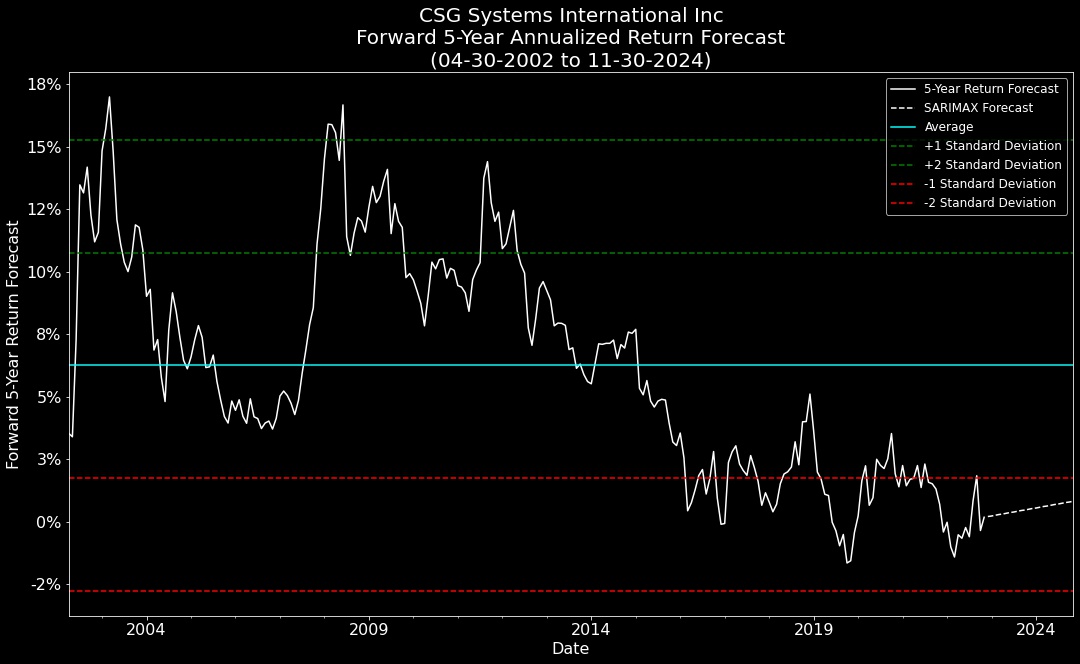 CSG Systems International Inc
Forward 5-Year Annualized Return Forecast
(04-30-2002 to 11-30-2024)
5-Year Return Forecast
SARIMAX Forecast
Average
+1 Standard Deviation
+2 Standard Deviation
-1 Standard Deviation
-2 Standard Deviation
Forward 5-Year Return Forecast
18%
15%
12%
10%
8%
5%
3%
0%
-2%
2004
2009
2014
2019
2024
Date